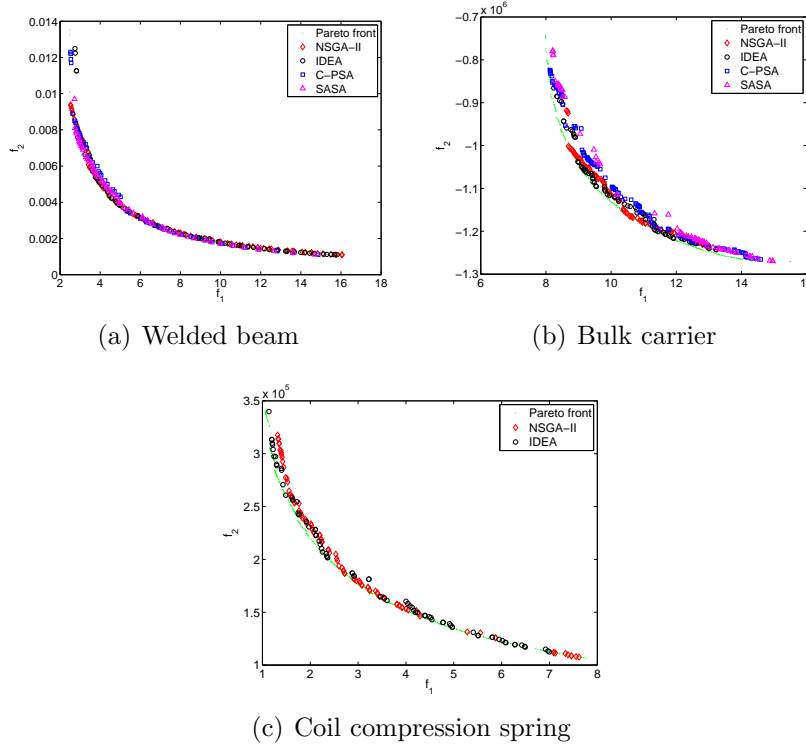 0.014
0.012
0.01
0.008
0.006
0.004
0.002
0
2 4 6 8 10 12 14 16 18
f1
f2
Pareto front
NSGA−II
IDEA
C−PSA
SASA
(a) Welded beam
x 10^6
−0.7
−0.8
−0.9
−1
−1.1
−1.2
−1.3
6 8 10 12 14
f1
f2
Pareto front
NSGA−II
IDEA
C−PSA
SASA
(b) Bulk carrier
x 10^5
3.5
3
2.5
2
1.5
1
1 2 3 4 5 6 7 8
f1
f2
Pareto front
NSGA−II
IDEA
(c) Coil compression spring